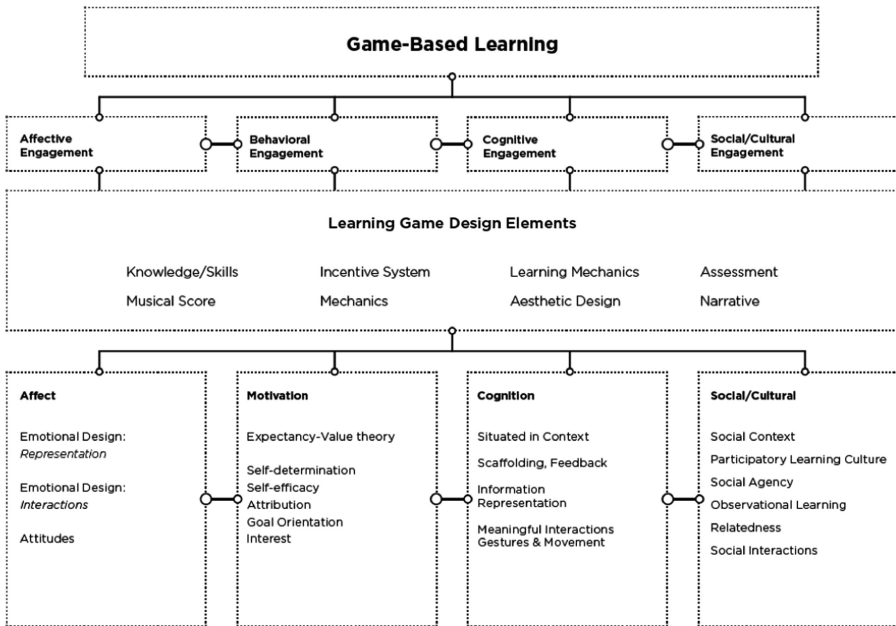 Game-Based Learning
Affective
Engagement
Behavioral
Engagement
Cognitive
Engagement
Social/Cultural
Engagement
Learning Game Design Elements
Knowledge/Skills
Incentive System
Learning Mechanics
Assessment
Musical Score
Mechanics
Aesthetic Design
Narrative
Affect
Emotional Design:
Representation
Emotional Design:
Interactions
Attitudes
Motivation
Expectancy-Value theory
Self-determination
Self-efficacy
Attribution
Goal Orientation
Interest
Cognition
Situated in Context
Scaffolding, Feedback
Information
Representation
Meaningful Interactions
Gestures & Movement
Social/Cultural
Social Context
Participatory Learning Culture
Social Agency
Observational Learning
Relatedness
Social Interactions